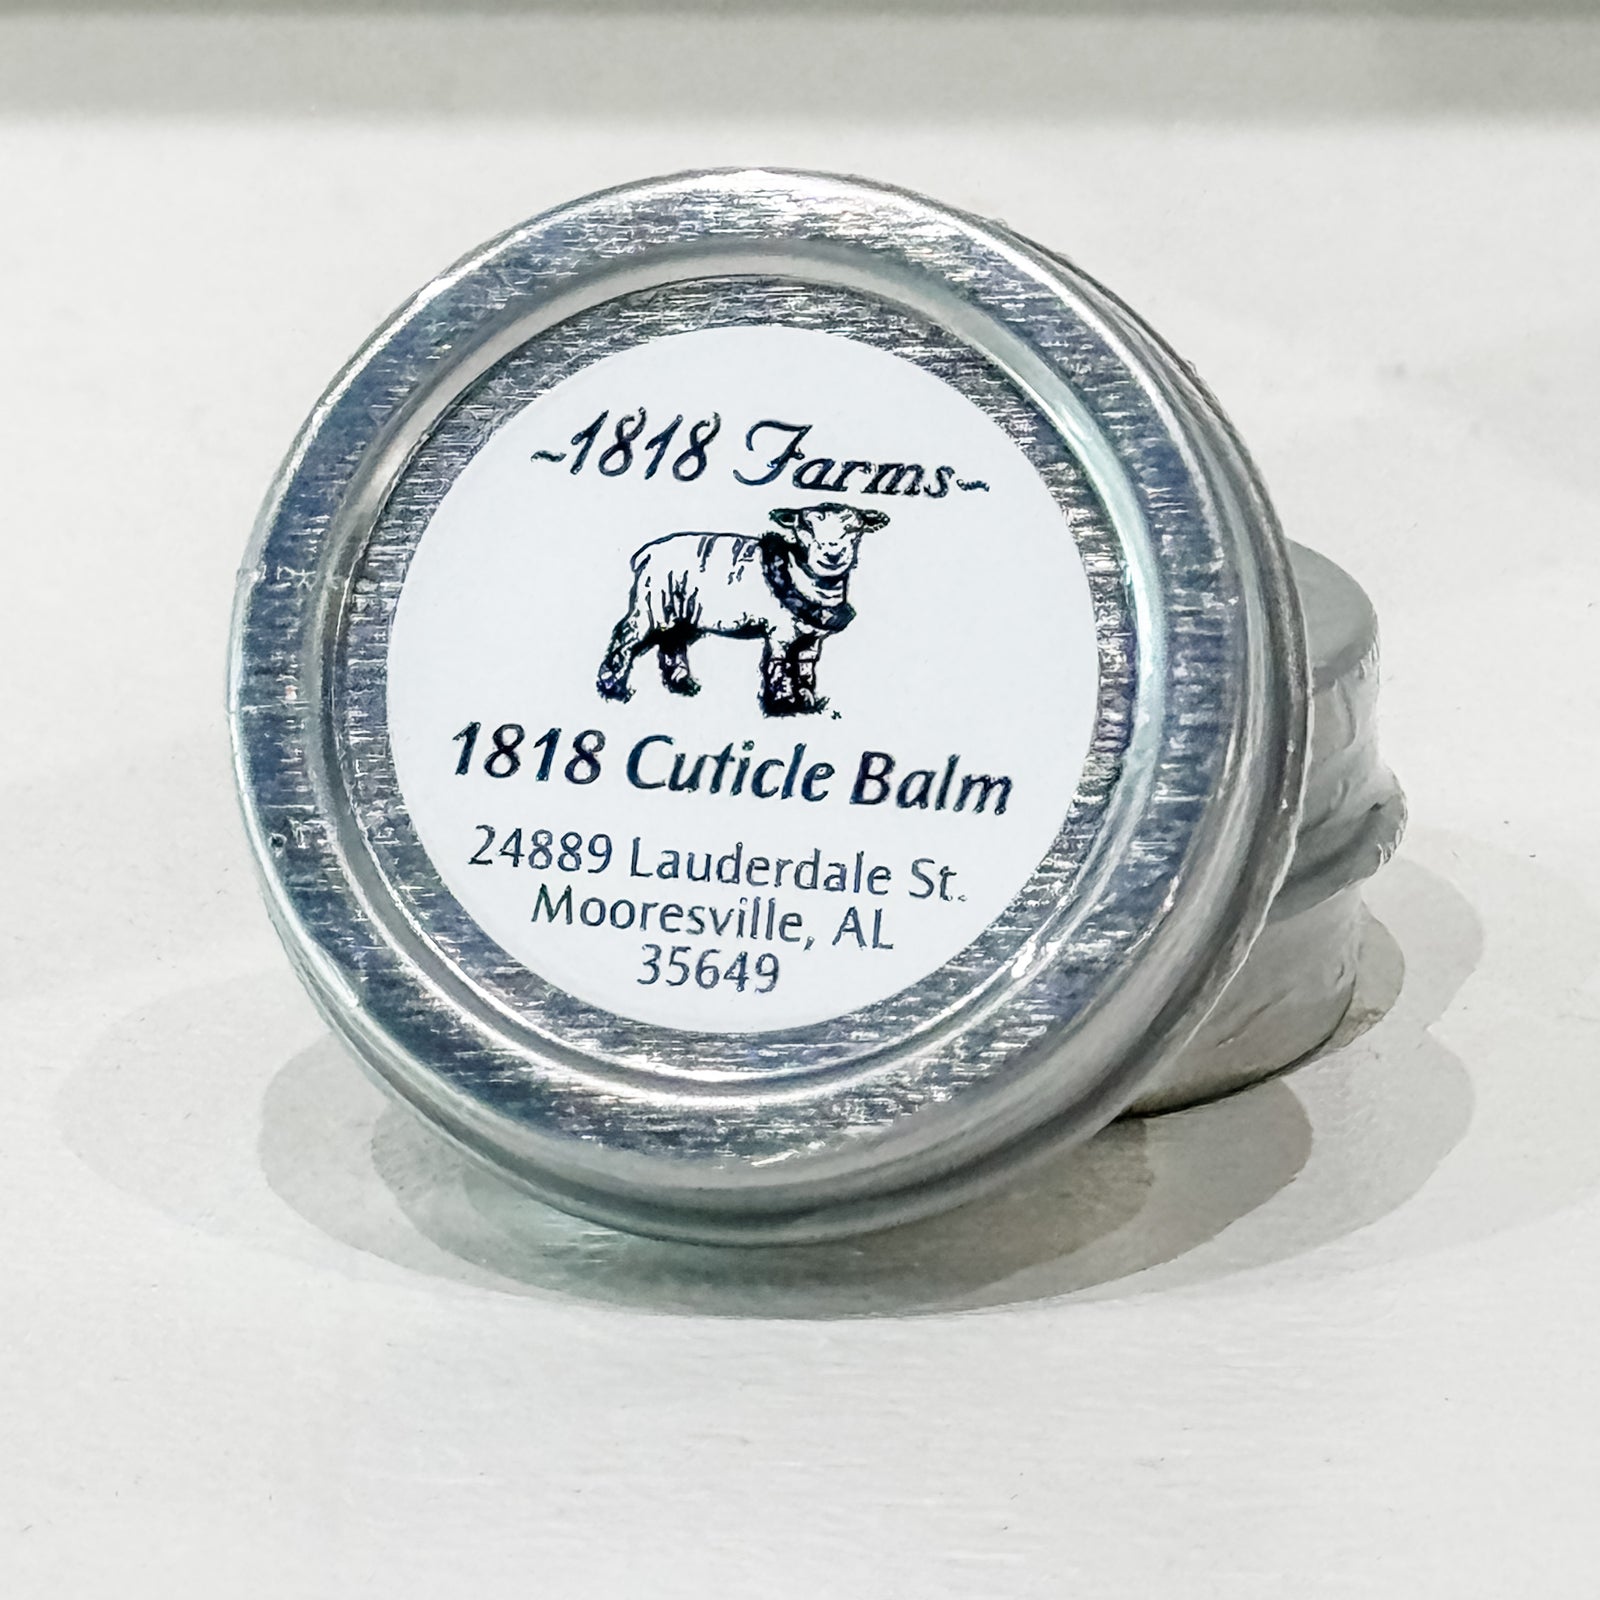 ~1818 Farms~
1818 Cuticle Balm
24889 Lauderdale St.
Mooresville, AL
35649